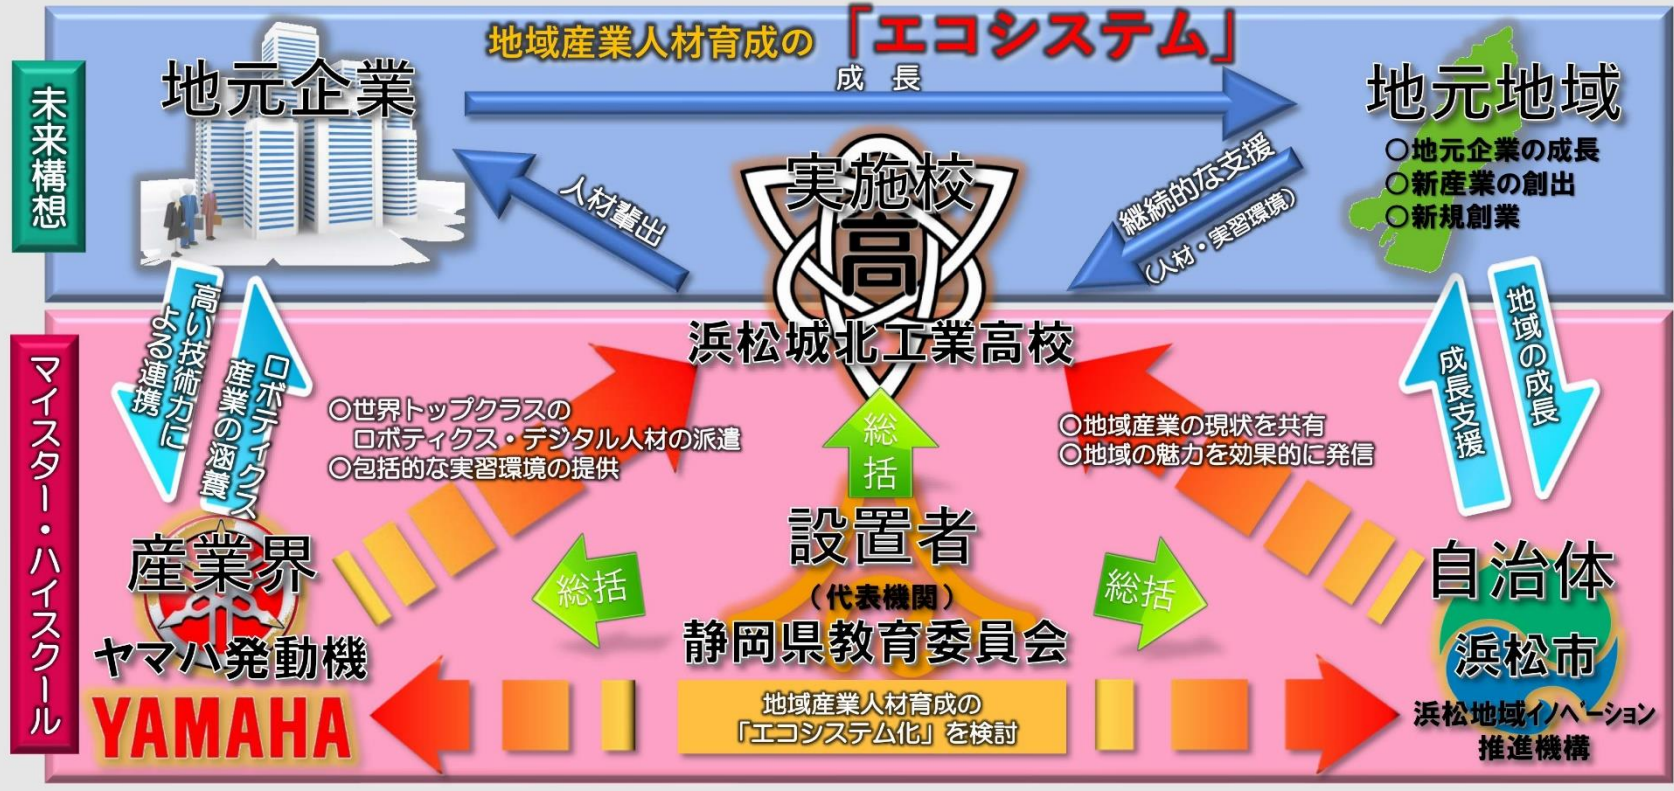 地域産業人材育成の「エコシステム」
未来構想
地元企業
成長
地元地域
○地元企業の成長
○新産業の創出
○新規創業
人材輩出
実施校
高
浜松城北工業高校
継続的な支援
(人材・実習環境)
高い技術力に
よる連携
ロボティクス
産業の涵養
成長支援
地域の成長
マイスター・ハイスクール
○世界トップクラスの
ロボティクス・デジタル人材の派遣
○包括的な実習環境の提供
総括
○地域産業の現状を共有
○地域の魅力を効果的に発信
産業界
ヤマハ発動機
YAMAHA
総括
設置者
(代表機関)
静岡県教育委員会
総括
自治体
浜松市
浜松地域イノベーション
推進機構
地域産業人材育成の
「エコシステム化」を検討